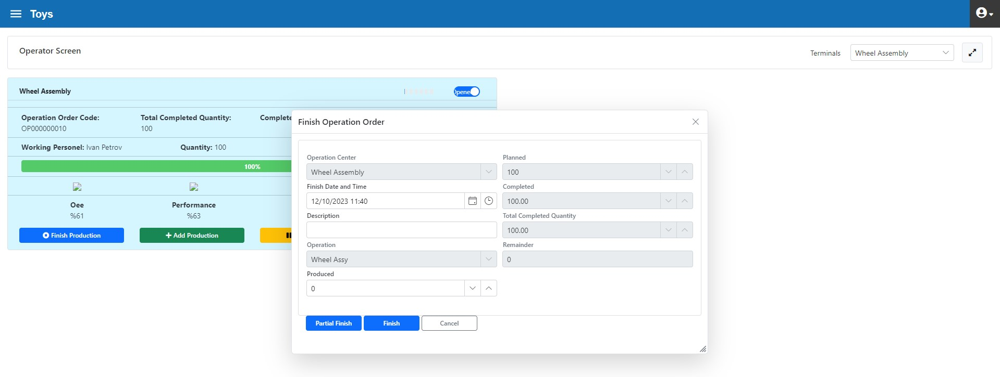 Toys
Operator Screen
Terminals
Wheel Assembly
Wheel Assembly
Opene
Operation Order Code:
OP000000010
Total Completed Quantity:
100
Complete
Working Personel: Ivan Petrov
Quantity: 100
100%
Oee
%61
Performance
%63
Finish Production
Add Production
Finish Operation Order
Operation Center
Wheel Assembly
Planned
100
Finish Date and Time
12/10/2023 11:40
Completed
100.00
Description
Total Completed Quantity
100.00
Operation
Wheel Assy
Remainder
0
Produced
0
Partial Finish
Finish
Cancel